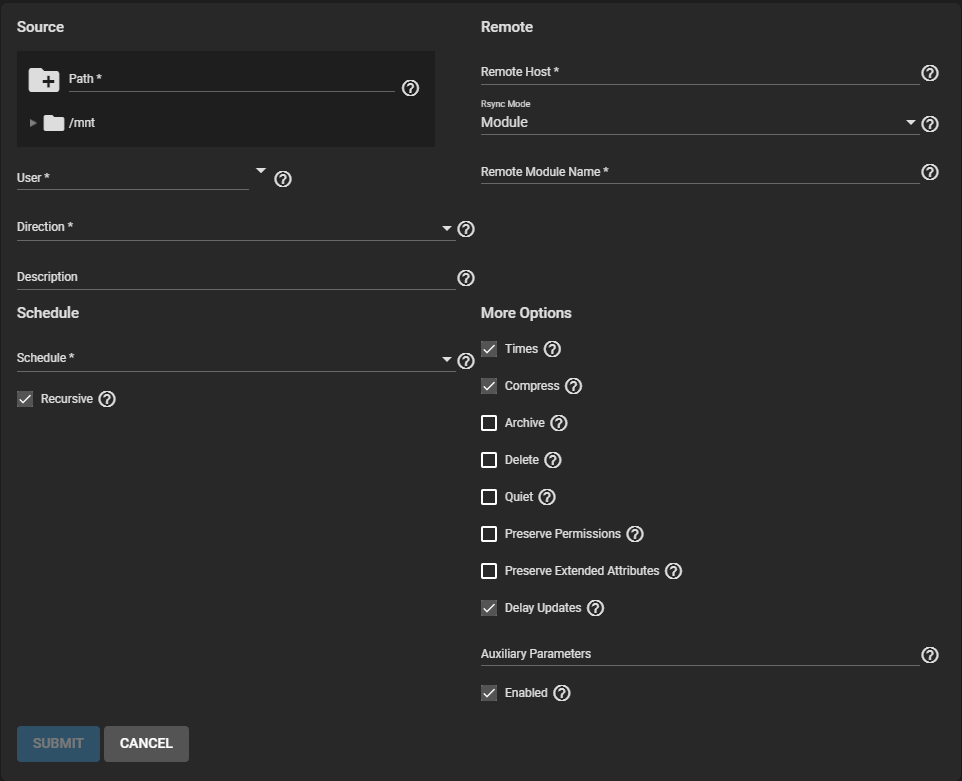 Source
Path *
/mnt
User *
Direction *
Description
Remote
Remote Host *
Rsync Mode
Module
Remote Module Name *
Schedule
Schedule *
Recursive
More Options
Times
Compress
Archive
Delete
Quiet
Preserve Permissions
Preserve Extended Attributes
Delay Updates
Auxiliary Parameters
Enabled
SUBMIT
CANCEL